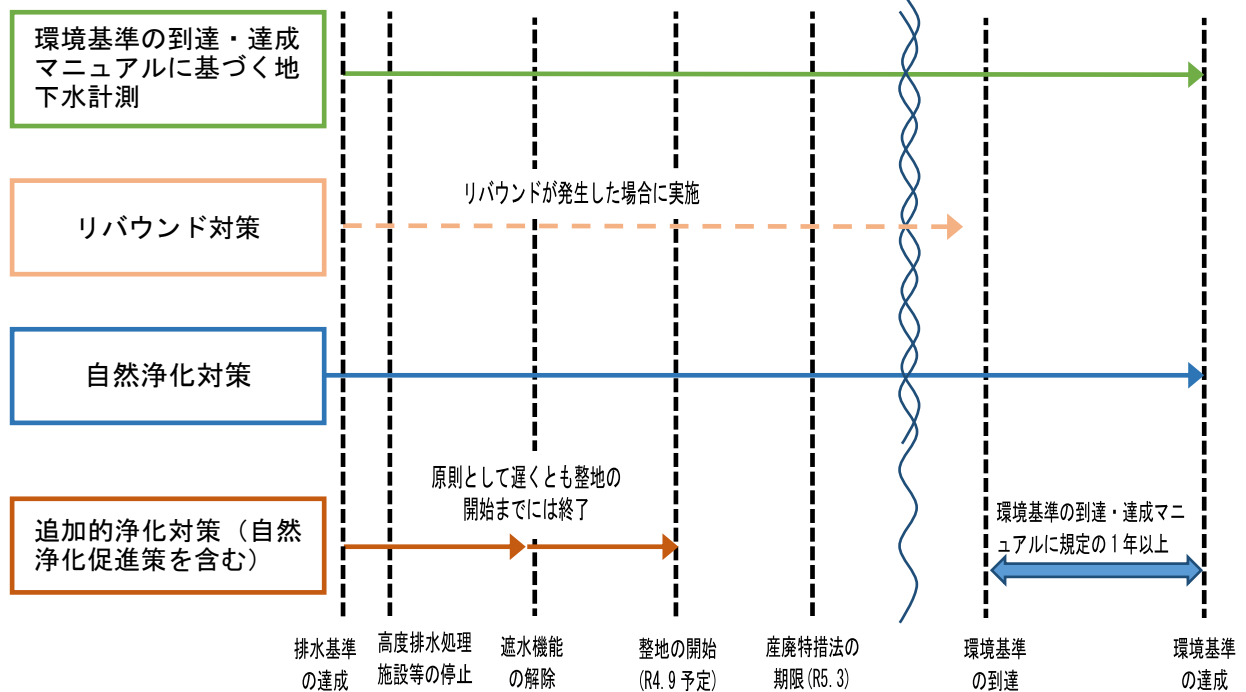 環境基準の到達・達成
マニュアルに基づく地
下水計測
リバウンドが発生した場合に実施
リバウンド対策
自然浄化対策
原則として遅くとも整地の
開始までには終了
追加的浄化対策（自然
浄化促進策を含む）
環境基準の到達・達成マニ
ュアルに規定の１年以上
排水基準
の達成
高度排水処理
施設等の停止
遮水機能
の解除
整地の開始
(R4.9予定)
産廃特措法の
期限(R5.3)
環境基準
の到達
環境基準
の達成